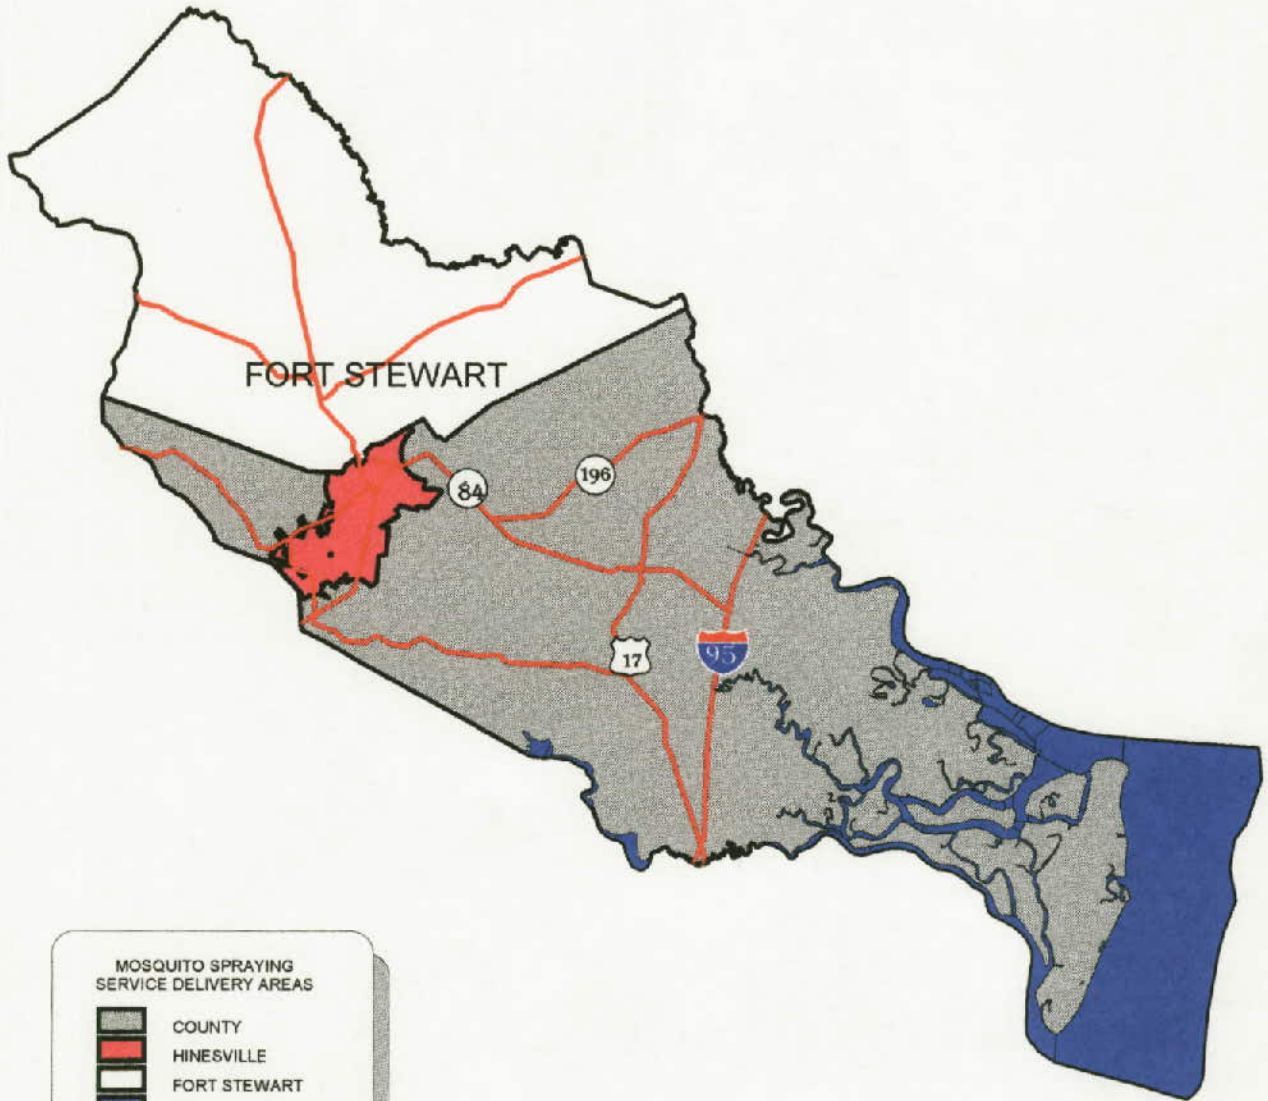 FORT STEWART
84
196
17
95
MOSQUITO SPRAYING
SERVICE DELIVERY AREAS
COUNTY
HINESVILLE
FORT STEWART